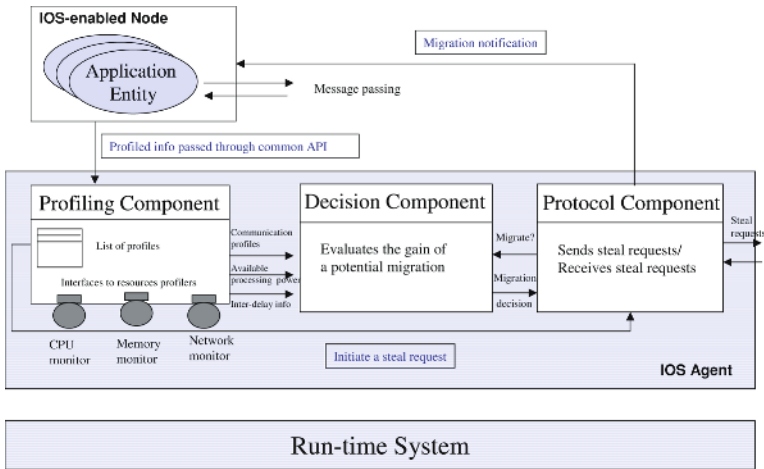 IOS-enabled Node
Application
Entity
Message passing
Migration notification
Profiled info passed through common API
Profiling Component
List of profiles
Interfaces to resources profilers
CPU
monitor
Memory
monitor
Network
monitor
Communication
profiles
Available
processing power
Inter-delay info
Decision Component
Evaluates the gain of
a potential migration
Migrate?
Migration
decision
Protocol Component
Sends steal requests/
Receives steal requests
Steal
requests
Initiate a steal request
IOS Agent
Run-time System